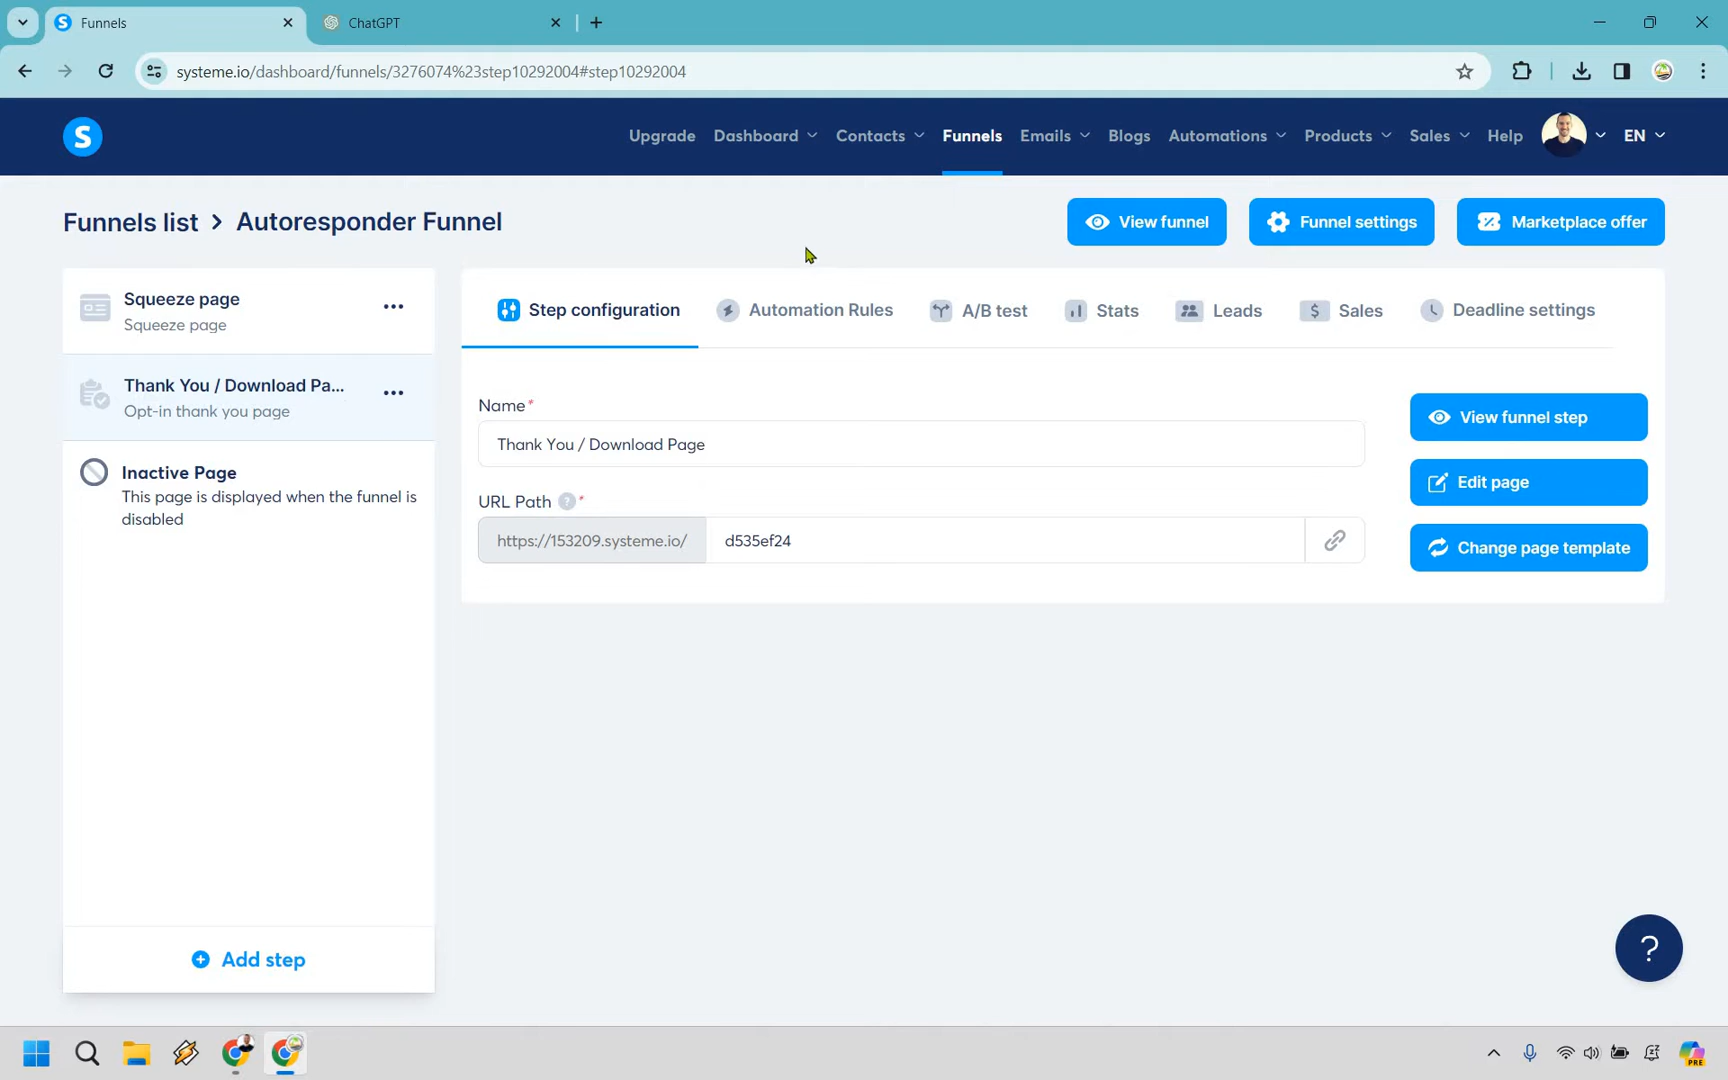 Funnels
ChatGPT
systeme.io/dashboard/funnels/3276074%23step10292004#step10292004
S
Upgrade Dashboard Contacts Funnels Emails Blogs Automations Products Sales Help EN
Funnels list > Autoresponder Funnel
View funnel
Funnel settings
Marketplace offer
Squeeze page
Squeeze page
Thank You / Download Pa...
Opt-in thank you page
Inactive Page
This page is displayed when the funnel is
disabled
Add step
Step configuration
Automation Rules
A/B test
Stats
Leads
Sales
Deadline settings
Name*
Thank You / Download Page
URL Path ? *
https://153209.systeme.io/ d535ef24
View funnel step
Edit page
Change page template
?
PRE